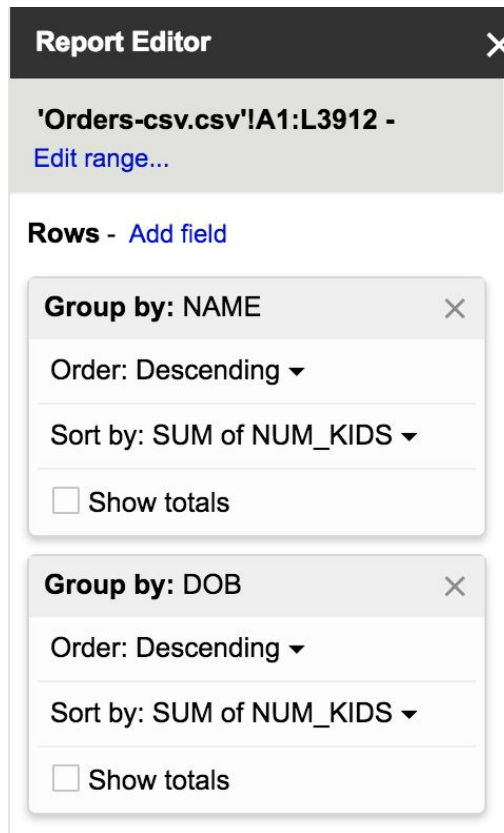 Report Editor
'Orders-csv.csv'!A1:L3912 -
Edit range...
Rows - Add field
Group by: NAME
Order: Descending
Sort by: SUM of NUM_KIDS
Show totals
Group by: DOB
Order: Descending
Sort by: SUM of NUM_KIDS
Show totals